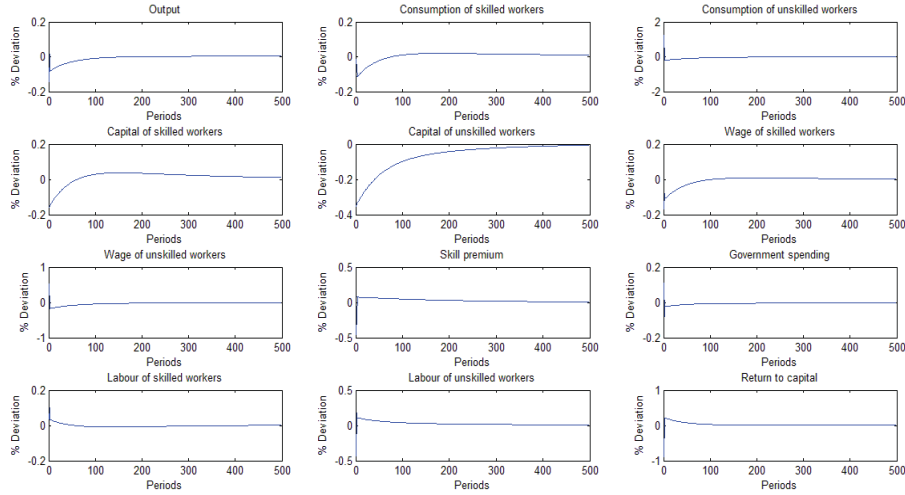 Output
Consumption of skilled workers
Consumption of unskilled workers
% Deviation
0.2
0
-0.2
0 100 200 300 400 500
Periods
% Deviation
0.2
0
-0.2
0 100 200 300 400 500
Periods
% Deviation
2
0
-2
0 100 200 300 400 500
Periods
Capital of skilled workers
Capital of unskilled workers
Wage of skilled workers
% Deviation
0.2
0
-0.2
0 100 200 300 400 500
Periods
% Deviation
0
-0.2
-0.4
0 100 200 300 400 500
Periods
% Deviation
0.2
0
-0.2
0 100 200 300 400 500
Periods
Wage of unskilled workers
Skill premium
Government spending
% Deviation
1
0
-1
0 100 200 300 400 500
Periods
% Deviation
0.5
0
-0.5
0 100 200 300 400 500
Periods
% Deviation
0.2
0
-0.2
0 100 200 300 400 500
Periods
Labour of skilled workers
Labour of unskilled workers
Return to capital
% Deviation
0.2
0
-0.2
0 100 200 300 400 500
Periods
% Deviation
0.5
0
-0.5
0 100 200 300 400 500
Periods
% Deviation
1
0
-1
0 100 200 300 400 500
Periods